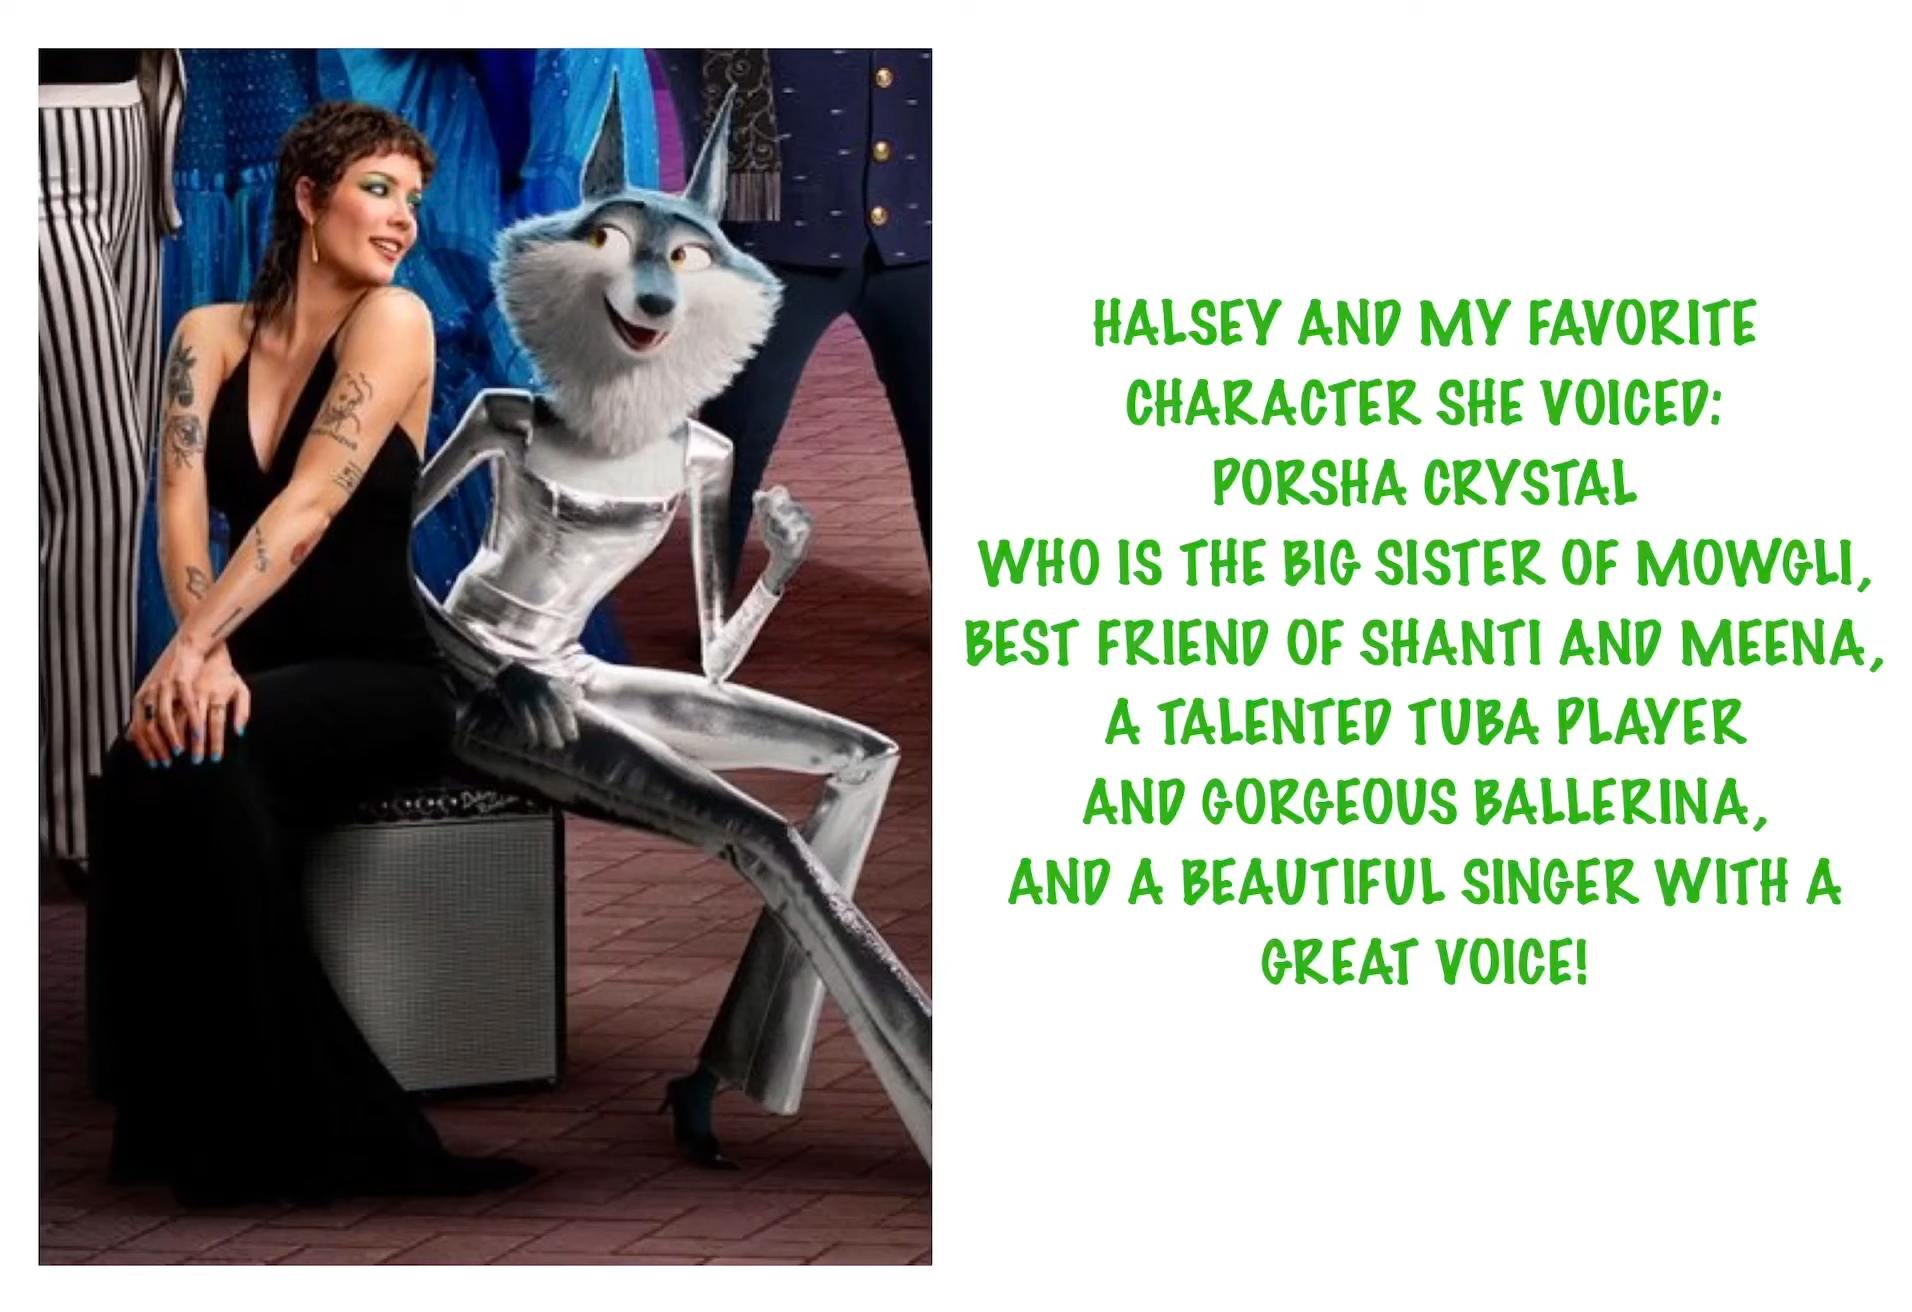 HALSEY AND MY FAVORITE
CHARACTER SHE VOICED:
PORSHA CRYSTAL
WHO IS THE BIG SISTER OF MOWGLI,
BEST FRIEND OF SHANTI AND MEENA,
A TALENTED TUBA PLAYER
AND GORGEOUS BALLERINA,
AND A BEAUTIFUL SINGER WITH A
GREAT VOICE!